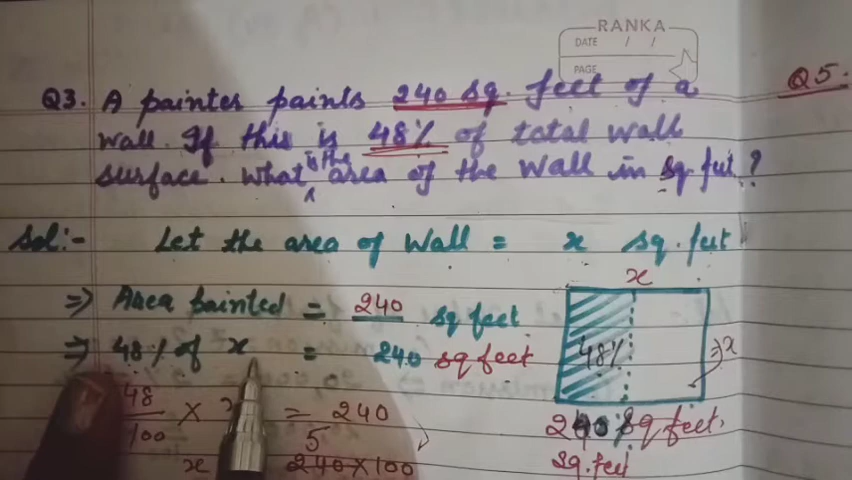 RANKA
DATE / /
PAGE
Q5.
Q3. A painter paints 240 sq. feet of a
wall. If this is 48% of total wall
surface. What is the area of the wall in sq. feet?
Sol:- Let the area of wall = x sq. feet
x
⇒ Area painted = 240 sq feet
⇒ 48% of x = 240 sq feet
48% ⇒x
48/100 × = 240
5
x 240×100
240 sq feet.
sq. feet